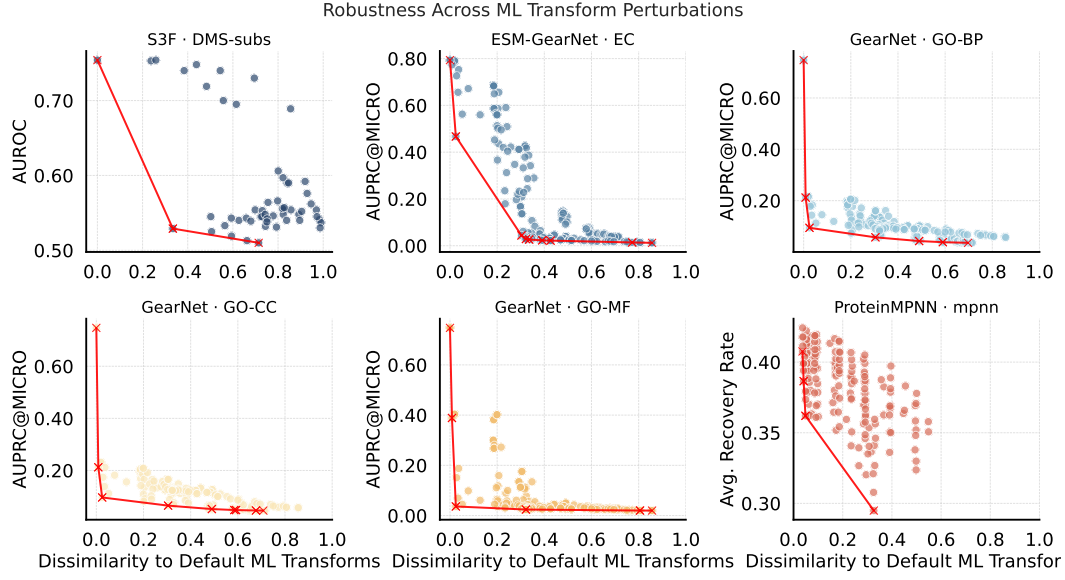 Robustness Across ML Transform Perturbations
S3F · DMS-subs
ESM-GearNet · EC
GearNet · GO-BP
AUROC
0.70
0.60
0.50
0.0 0.2 0.4 0.6 0.8 1.0
AUPRC@MICRO
0.80
0.60
0.40
0.20
0.00
0.0 0.2 0.4 0.6 0.8 1.0
AUPRC@MICRO
0.60
0.40
0.20
0.0 0.2 0.4 0.6 0.8 1.0
GearNet · GO-CC
GearNet · GO-MF
ProteinMPNN · mpnn
AUPRC@MICRO
0.60
0.40
0.20
0.0 0.2 0.4 0.6 0.8 1.0
Dissimilarity to Default ML Transforms
AUPRC@MICRO
0.60
0.40
0.20
0.00
0.0 0.2 0.4 0.6 0.8 1.0
Dissimilarity to Default ML Transforms
Avg. Recovery Rate
0.40
0.35
0.30
0.0 0.2 0.4 0.6 0.8 1.0
Dissimilarity to Default ML Transfor